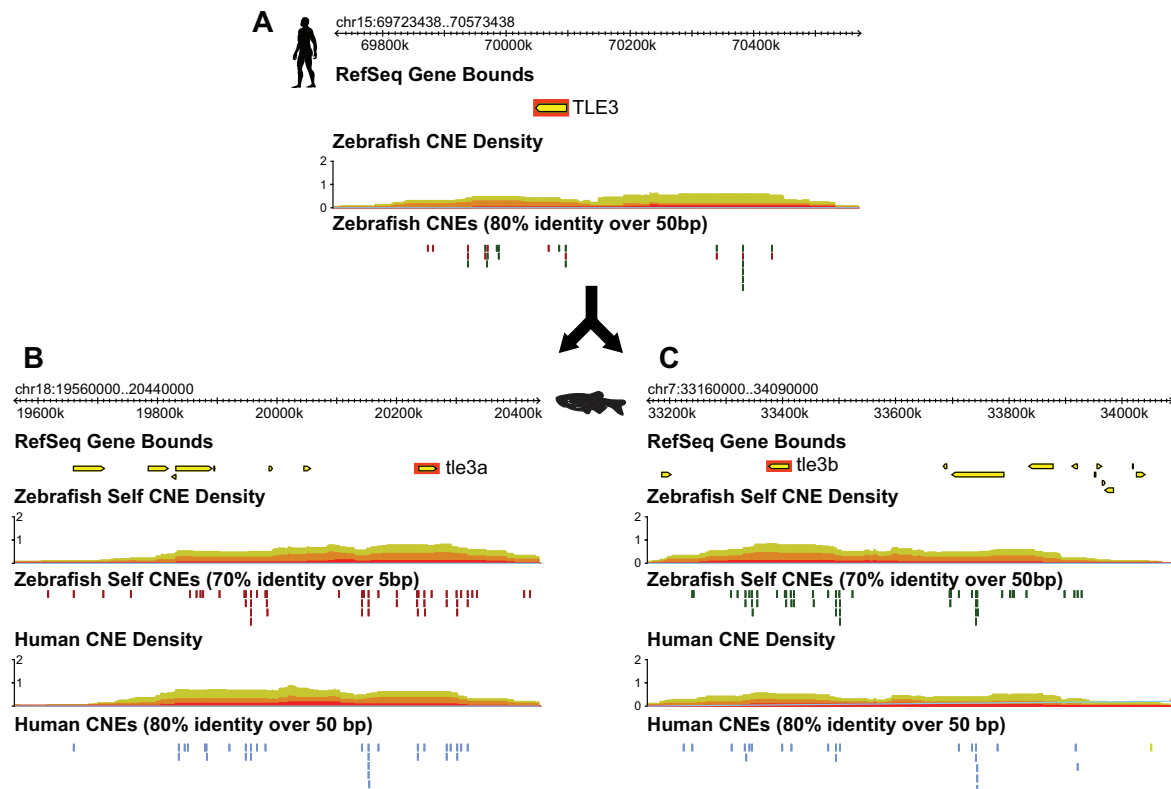 A
chr15:69723438..70573438
69800k 70000k 70200k 70400k
RefSeq Gene Bounds
TLE3
Zebrafish CNE Density
2
1
0
Zebrafish CNEs (80% identity over 50bp)
B
chr18:19560000..20440000
19600k 19800k 20000k 20200k 20400k
RefSeq Gene Bounds
tle3a
Zebrafish Self CNE Density
2
1
Zebrafish Self CNEs (70% identity over 5bp)
Human CNE Density
2
1
0
Human CNEs (80% identity over 50 bp)
C
chr7:33160000..34090000
33200k 33400k 33600k 33800k 34000k
RefSeq Gene Bounds
tle3b
Zebrafish Self CNE Density
2
1
Zebrafish Self CNEs (70% identity over 50bp)
Human CNE Density
2
1
0
Human CNEs (80% identity over 50 bp)